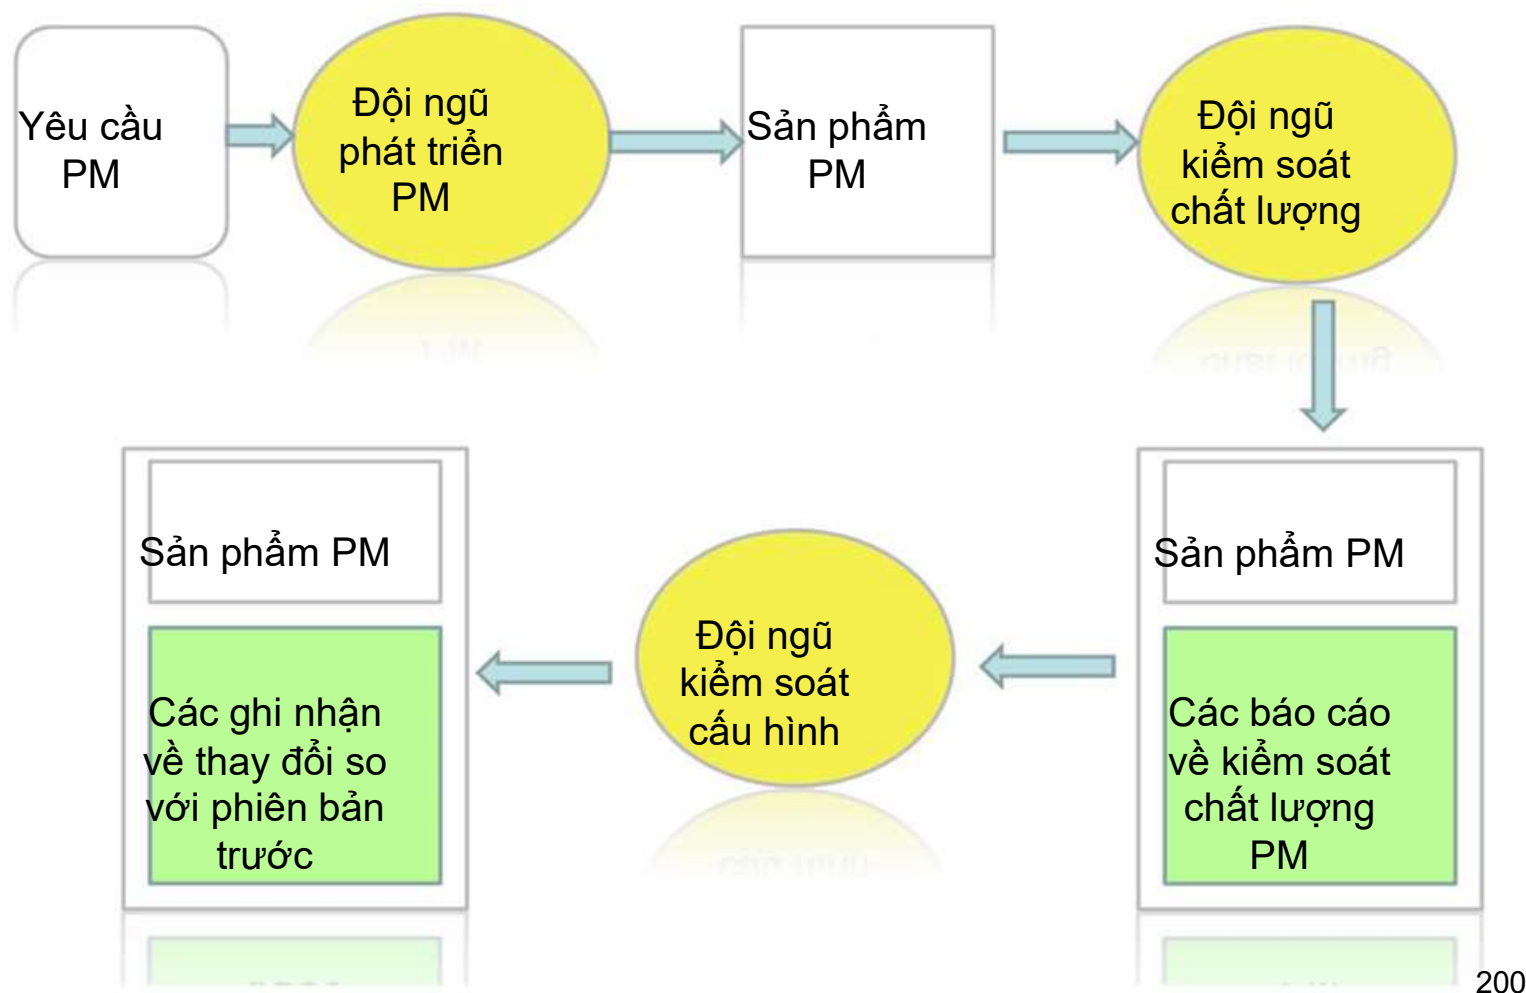 Yêu cầu
PM
Đội ngũ
phát triển
PM
Sản phẩm
PM
Đội ngũ
kiểm soát
chất lượng
Sản phẩm PM
Các báo cáo
về kiểm soát
chất lượng
PM
Đội ngũ
kiểm soát
cấu hình
Sản phẩm PM
Các ghi nhận
về thay đổi so
với phiên bản
trước
200